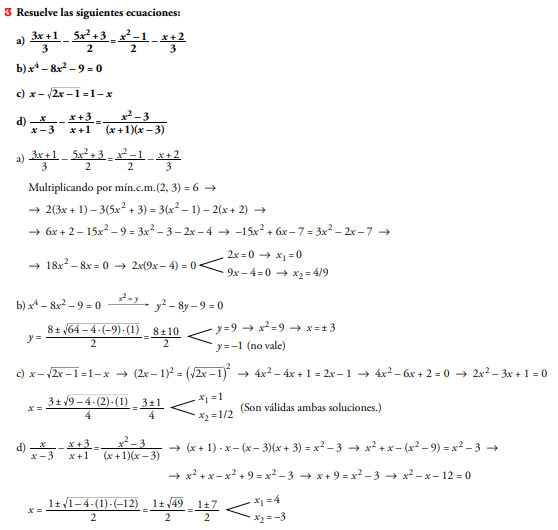 3 Resuelve las siguientes ecuaciones:
a) (3x + 1)/3 − (5x² + 3)/2 = (x² − 1)/2 − (x + 2)/3
b) x⁴ − 8x² − 9 = 0
c) x − √(2x − 1) = 1 − x
d) x/(x − 3) − (x + 3)/(x + 1) = (x² − 3)/((x + 1)(x − 3))
a) (3x + 1)/3 − (5x² + 3)/2 = (x² − 1)/2 − (x + 2)/3
Multiplicando por mín.c.m.(2, 3) = 6 →
→ 2(3x + 1) − 3(5x² + 3) = 3(x² − 1) − 2(x + 2) →
→ 6x + 2 − 15x² − 9 = 3x² − 3 − 2x − 4 → −15x² + 6x − 7 = 3x² − 2x − 7 →
→ 18x² − 8x = 0 → 2x(9x − 4) = 0
2x = 0 → x₁ = 0
9x − 4 = 0 → x₂ = 4/9
b) x⁴ − 8x² − 9 = 0 x² = y → y² − 8y − 9 = 0
y = (8 ± √(64 − 4 · (−9) · (1)))/2 = (8 ± 10)/2
y = 9 → x² = 9 → x = ± 3
y = −1 (no vale)
c) x − √(2x − 1) = 1 − x → (2x − 1)² = (√(2x − 1))² → 4x² − 4x + 1 = 2x − 1 → 4x² − 6x + 2 = 0 → 2x² − 3x + 1 = 0
x = (3 ± √(9 − 4 · (2) · (1)))/4 = (3 ± 1)/4
x₁ = 1
x₂ = 1/2
(Son válidas ambas soluciones.)
d) x/(x − 3) − (x + 3)/(x + 1) = (x² − 3)/((x + 1)(x − 3)) → (x + 1) · x − (x − 3)(x + 3) = x² − 3 → x² + x − (x² − 9) = x² − 3 →
→ x² + x − x² + 9 = x² − 3 → x + 9 = x² − 3 → x² − x − 12 = 0
x = (1 ± √(1 − 4 · (1) · (−12)))/2 = (1 ± √49)/2 = (1 ± 7)/2
x₁ = 4
x₂ = −3